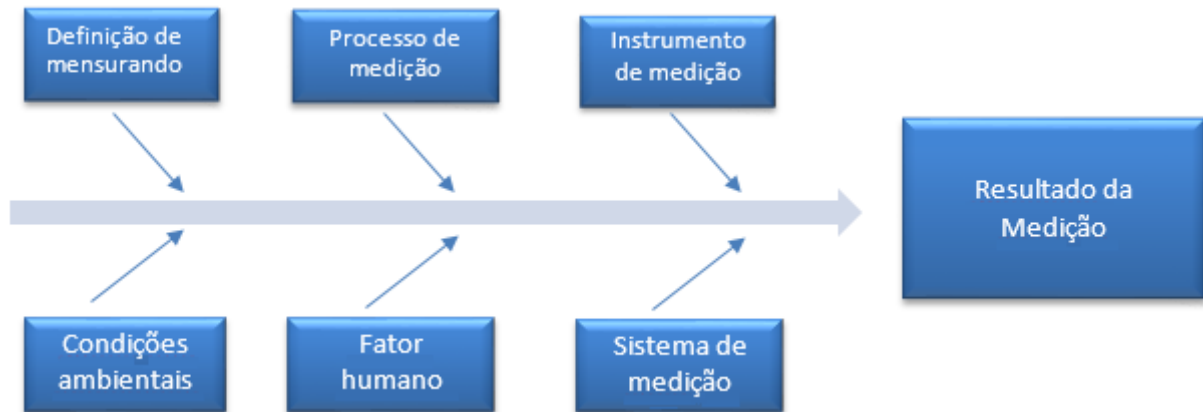 Definição de
mensurando
Processo de
medição
Instrumento
de medição
Resultado da
Medição
Condições
ambientais
Fator
humano
Sistema de
medição